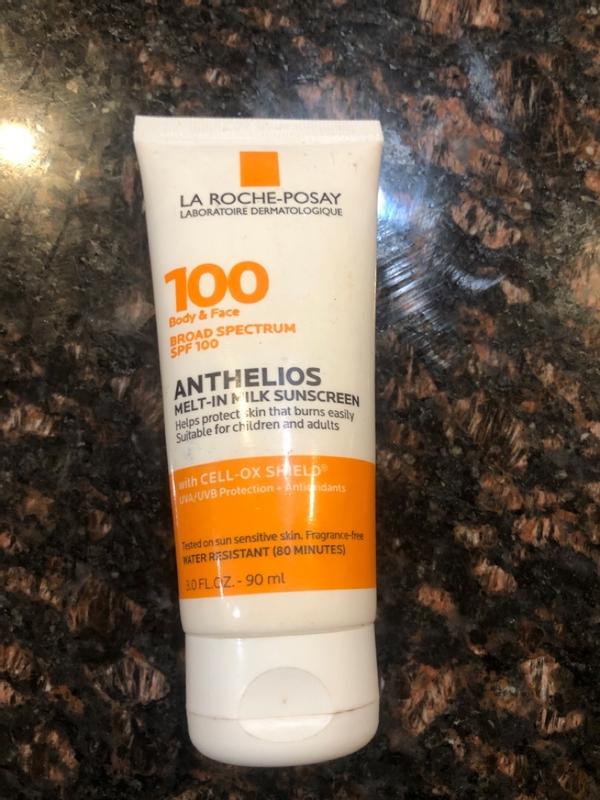 LA ROCHE-POSAY
LABORATOIRE DERMATOLOGIQUE
100
Body & Face
BROAD SPECTRUM
SPF 100
ANTHELIOS
MELT-IN MILK SUNSCREEN
Helps protect skin that burns easily
Suitable for children and adults
with CELL-OX SHIELD®
UVA/UVB Protection + Antioxidants
Tested on sun sensitive skin. Fragrance-free
WATER RESISTANT (80 MINUTES)
3.0 FL.OZ. - 90 ml